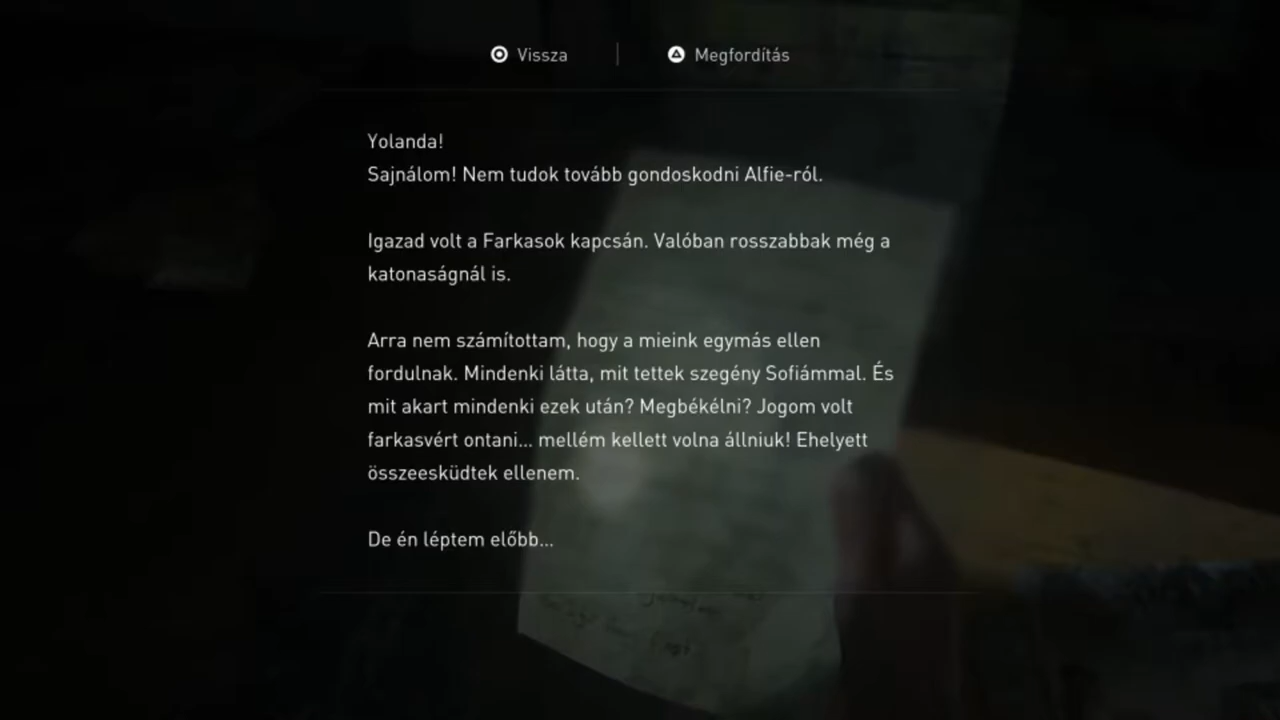 Vissza
Megfordítás
Yolanda!
Sajnálom! Nem tudok tovább gondoskodni Alfie-ról.
Igazad volt a Farkasok kapcsán. Valóban rosszabbak még a
katonaságnál is.
Arra nem számítottam, hogy a mieink egymás ellen
fordulnak. Mindenki látta, mit tettek szegény Sofiámmal. És
mit akart mindenki ezek után? Megbékélni? Jogom volt
farkasvért ontani... mellém kellett volna állniuk! Ehelyett
összeesküdtek ellenem.
De én léptem előbb...